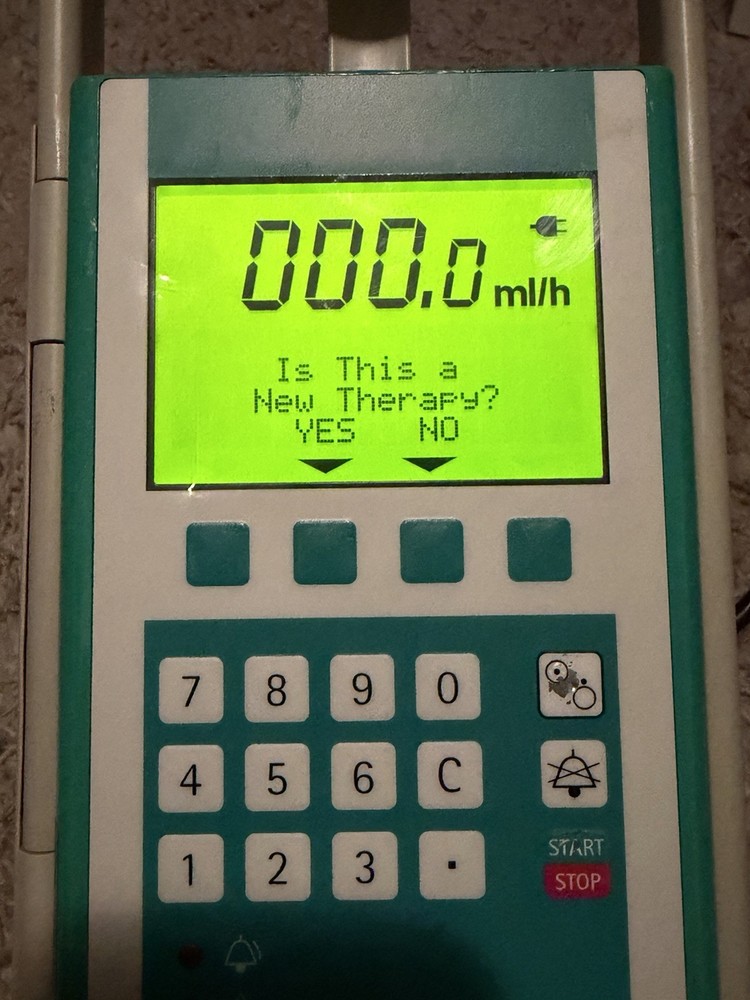 000.0 ml/h
Is This a
New Therapy?
YES NO
7 8 9 0
4 5 6 C
1 2 3 .
START
STOP